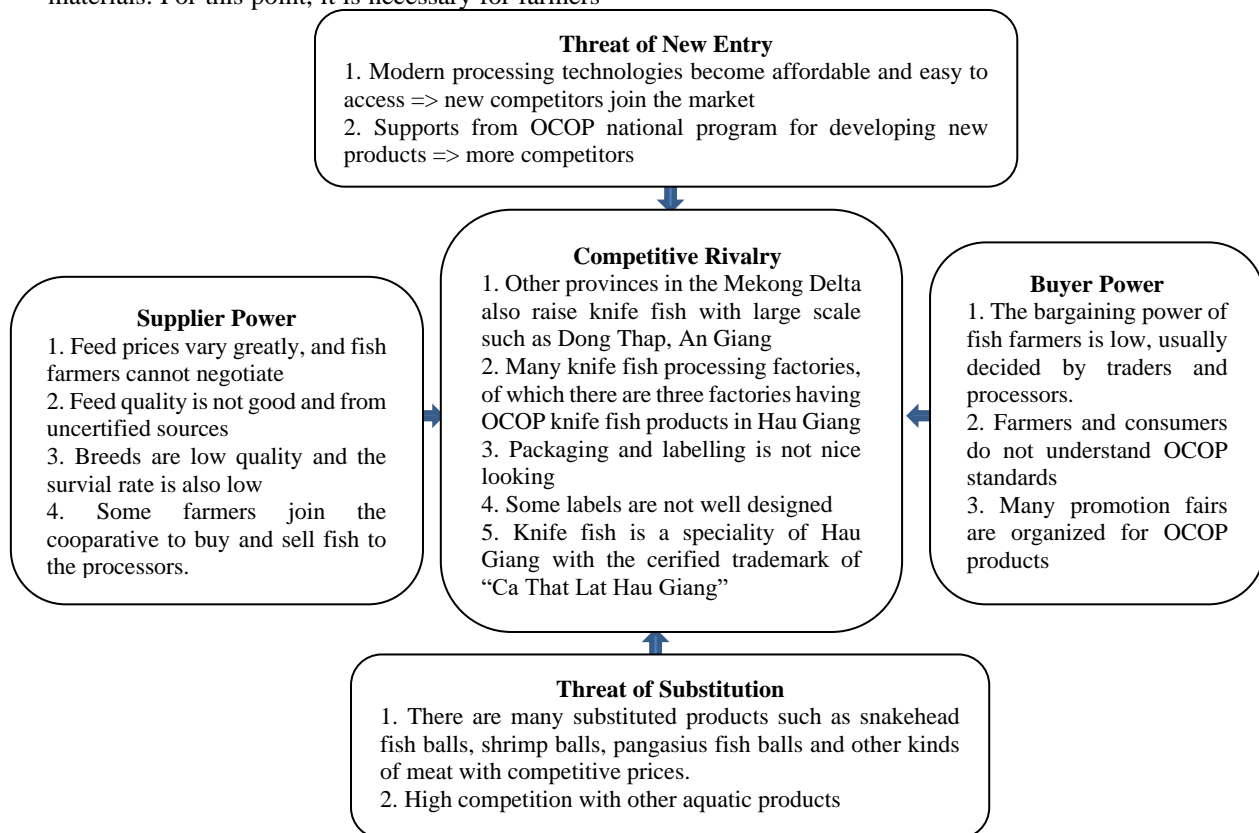 materials. For this point, it is necessary for farmers
Threat of New Entry
1. Modern processing technologies become affordable and easy to
access => new competitors join the market
2. Supports from OCOP national program for developing new
products => more competitors
Competitive Rivalry
1. Other provinces in the Mekong Delta
also raise knife fish with large scale
such as Dong Thap, An Giang
2. Many knife fish processing factories,
of which there are three factories having
OCOP knife fish products in Hau Giang
3. Packaging and labelling is not nice
looking
4. Some labels are not well designed
5. Knife fish is a speciality of Hau
Giang with the cerified trademark of
“Ca That Lat Hau Giang”
Supplier Power
1. Feed prices vary greatly, and fish
farmers cannot negotiate
2. Feed quality is not good and from
uncertified sources
3. Breeds are low quality and the
survial rate is also low
4. Some farmers join the
cooparative to buy and sell fish to
the processors.
Buyer Power
1. The bargaining power of
fish farmers is low, usually
decided by traders and
processors.
2. Farmers and consumers
do not understand OCOP
standards
3. Many promotion fairs
are organized for OCOP
products
Threat of Substitution
1. There are many substituted products such as snakehead
fish balls, shrimp balls, pangasius fish balls and other kinds
of meat with competitive prices.
2. High competition with other aquatic products